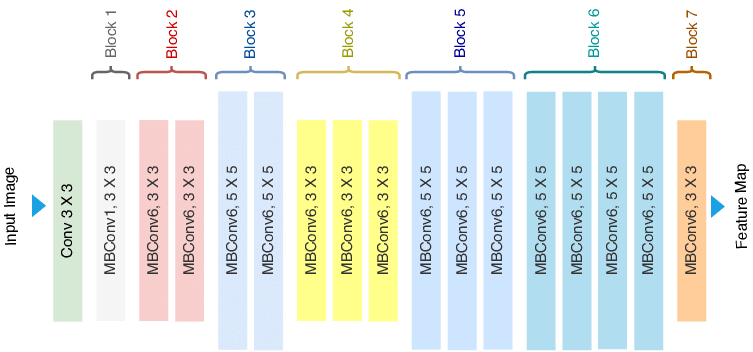 Block 1
Block 2
Block 3
Block 4
Block 5
Block 6
Block 7
Input Image
Conv 3 X 3
MBConv1, 3 X 3
MBConv6, 3 X 3
MBConv6, 3 X 3
MBConv6, 5 X 5
MBConv6, 5 X 5
MBConv6, 3 X 3
MBConv6, 3 X 3
MBConv6, 3 X 3
MBConv6, 5 X 5
MBConv6, 5 X 5
MBConv6, 5 X 5
MBConv6, 5 X 5
MBConv6, 5 X 5
MBConv6, 5 X 5
MBConv6, 5 X 5
MBConv6, 3 X 3
Feature Map